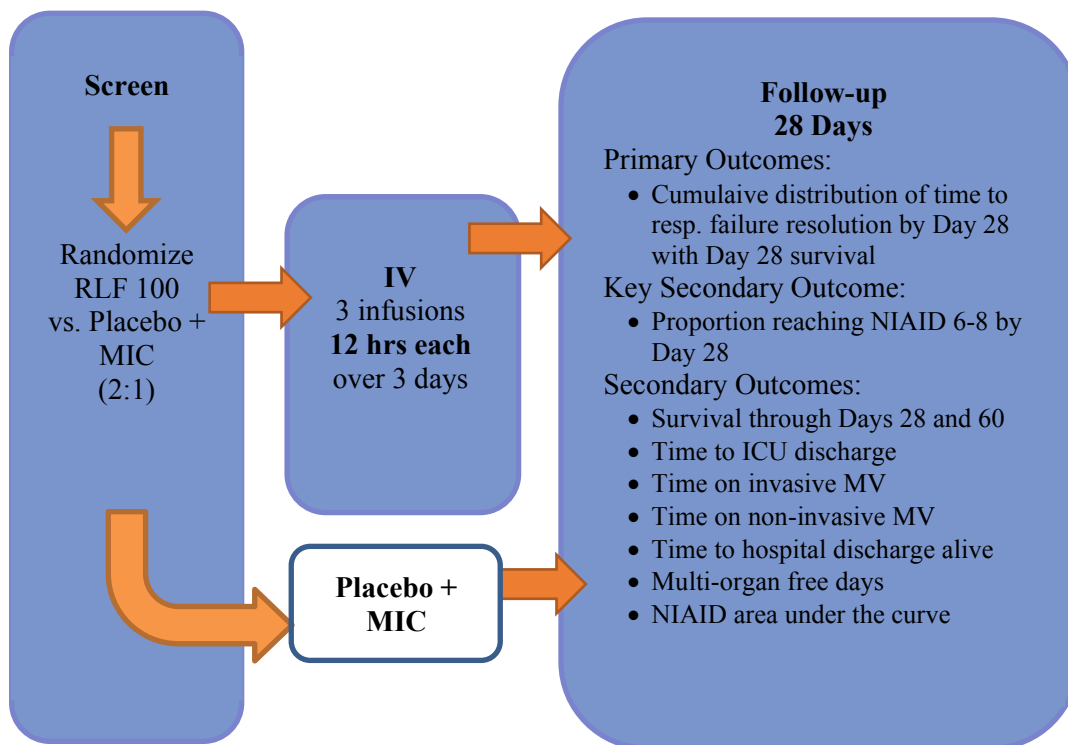 Screen
Randomize
RLF 100
vs. Placebo +
MIC
(2:1)
IV
3 infusions
12 hrs each
over 3 days
Placebo +
MIC
Follow-up
28 Days
Primary Outcomes:
• Cumulaive distribution of time to
resp. failure resolution by Day 28
with Day 28 survival
Key Secondary Outcome:
• Proportion reaching NIAID 6-8 by
Day 28
Secondary Outcomes:
• Survival through Days 28 and 60
• Time to ICU discharge
• Time on invasive MV
• Time on non-invasive MV
• Time to hospital discharge alive
• Multi-organ free days
• NIAID area under the curve